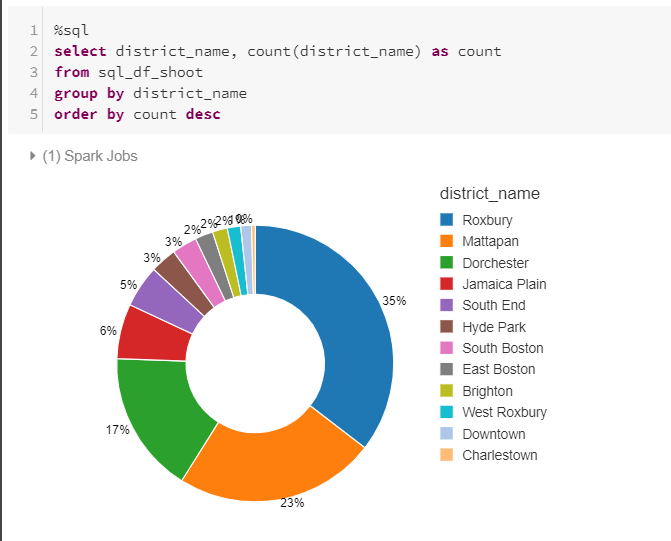 1 %sql
2 select district_name, count(district_name) as count
3 from sql_df_shoot
4 group by district_name
5 order by count desc
(1) Spark Jobs
district_name
Roxbury
Mattapan
Dorchester
Jamaica Plain
South End
Hyde Park
South Boston
East Boston
Brighton
West Roxbury
Downtown
Charlestown
35%
23%
17%
6%
5%
3%
3%
2%
2%
2%
1%
0%